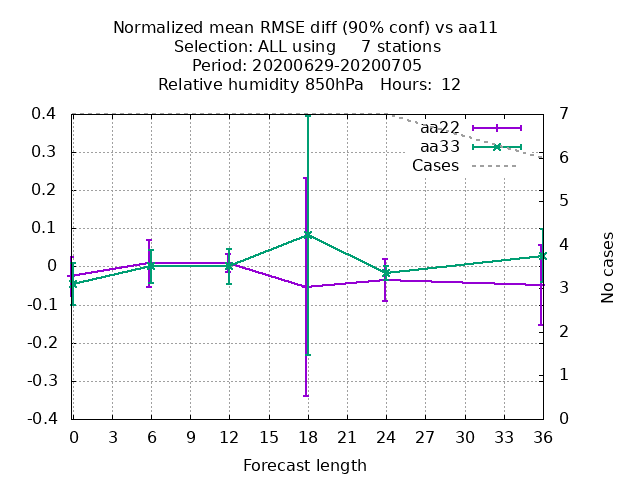 Normalized mean RMSE diff (90% conf) vs aa11
Selection: ALL using     7 stations
Period: 20200629-20200705
Relative humidity 850hPa   Hours:  12
0.4
0.3
0.2
0.1
0
-0.1
-0.2
-0.3
-0.4
aa22
aa33
Cases
7
6
5
4
3
2
1
0
No cases
0 3 6 9 12 15 18 21 24 27 30 33 36
Forecast length